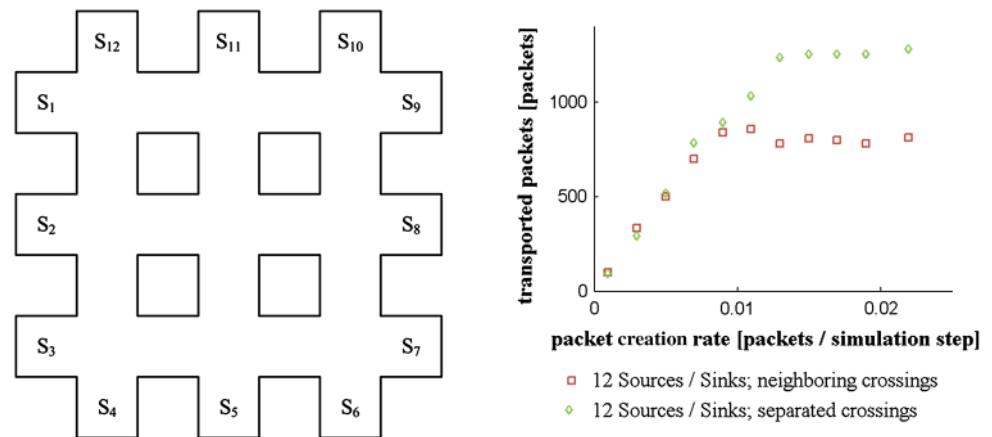 S12 S11 S10
S1 S9
S2 S8
S3 S7
S4 S5 S6
transported packets [packets]
1000
500
0
0 0.01 0.02
packet creation rate [packets / simulation step]
12 Sources / Sinks; neighboring crossings
12 Sources / Sinks; separated crossings